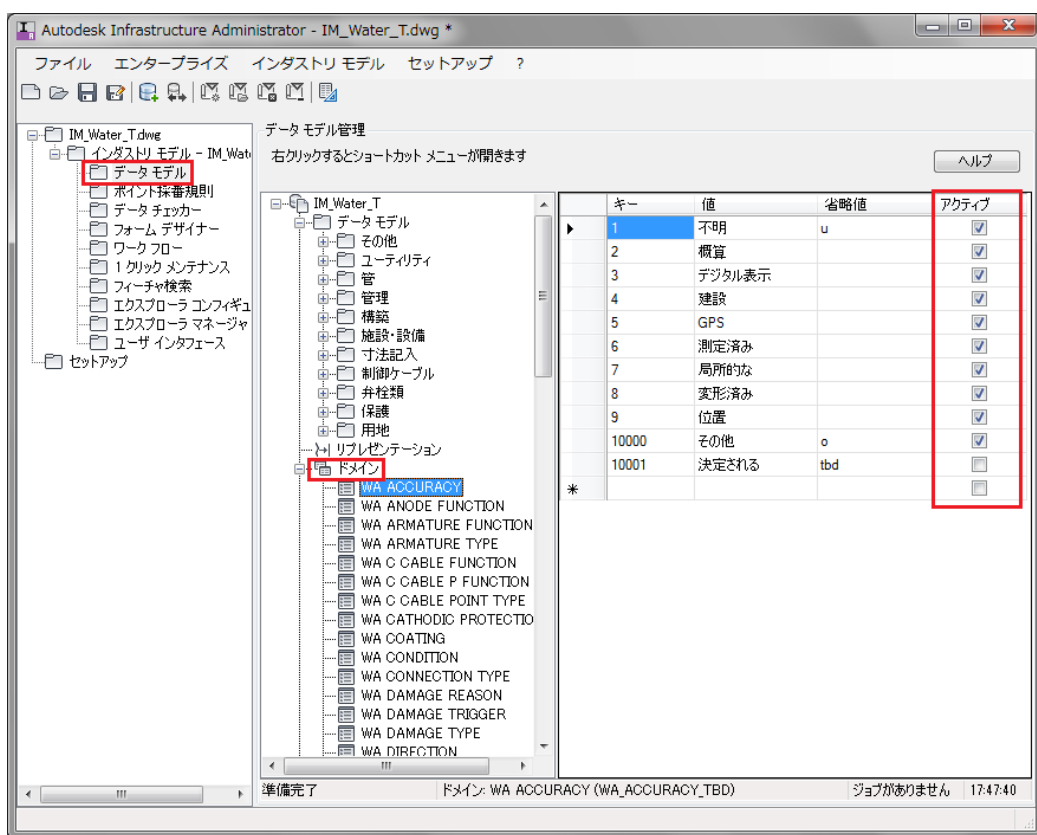 Autodesk Infrastructure Administrator - IM_Water_T.dwg *
ファイル エンタープライズ インダストリ モデル セットアップ ?
IM_Water_T.dwg
インダストリ モデル - IM_Wat
データ モデル
ポイント採番規則
データ チェッカー
フォーム デザイナー
ワーク フロー
1 クリック メンテナンス
フィーチャ検索
エクスプローラ コンフィギュ
エクスプローラ マネージャ
ユーザ インタフェース
セットアップ
データ モデル管理
右クリックするとショートカット メニューが開きます
ヘルプ
IM_Water_T
データ モデル
その他
ユーティリティ
管
管理
構築
施設・設備
寸法記入
制御ケーブル
弁栓類
保護
用地
リプレゼンテーション
ドメイン
WA ACCURACY
WA ANODE FUNCTION
WA ARMATURE FUNCTION
WA ARMATURE TYPE
WA C CABLE FUNCTION
WA C CABLE P FUNCTION
WA C CABLE POINT TYPE
WA CATHODIC PROTECTIO
WA COATING
WA CONDITION
WA CONNECTION TYPE
WA DAMAGE REASON
WA DAMAGE TRIGGER
WA DAMAGE TYPE
WA DIRECTION
キー 値 省略値 アクティブ
1 不明 u
2 概算
3 デジタル表示
4 建設
5 GPS
6 測定済み
7 局所的な
8 変形済み
9 位置
10000 その他 o
10001 決定される tbd
準備完了 ドメイン: WA ACCURACY (WA_ACCURACY_TBD) ジョブがありません 17:47:40